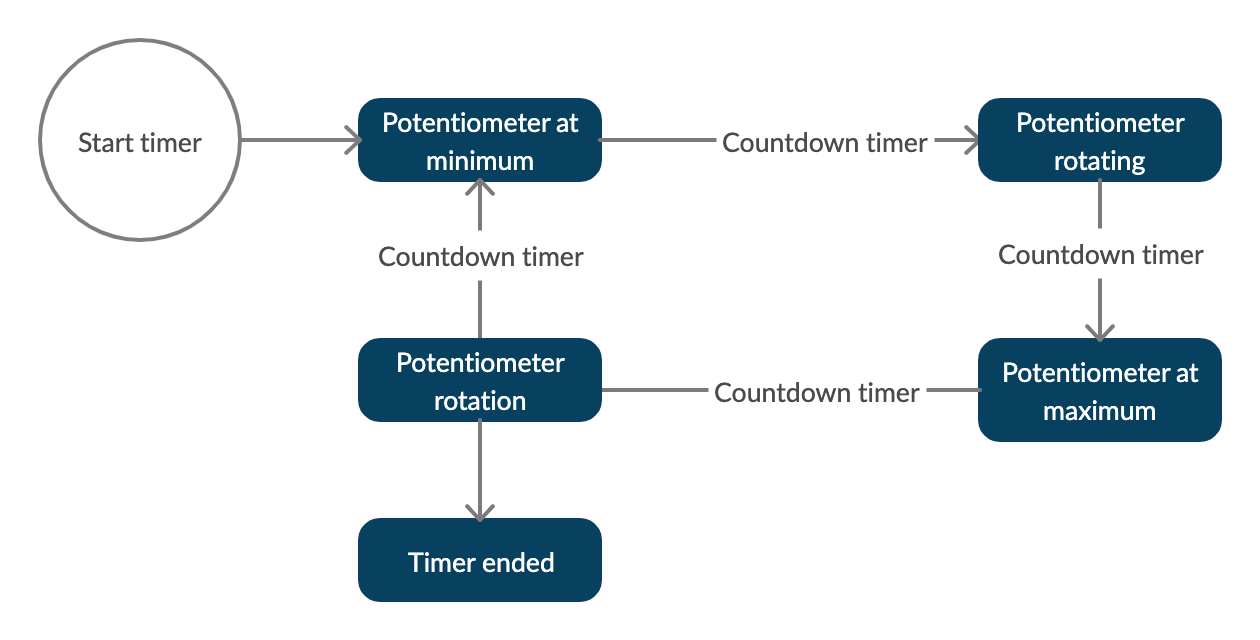 Start timer
Potentiometer at
minimum
Countdown timer
Potentiometer
rotating
Countdown timer
Countdown timer
Potentiometer
rotation
Countdown timer
Potentiometer at
maximum
Timer ended